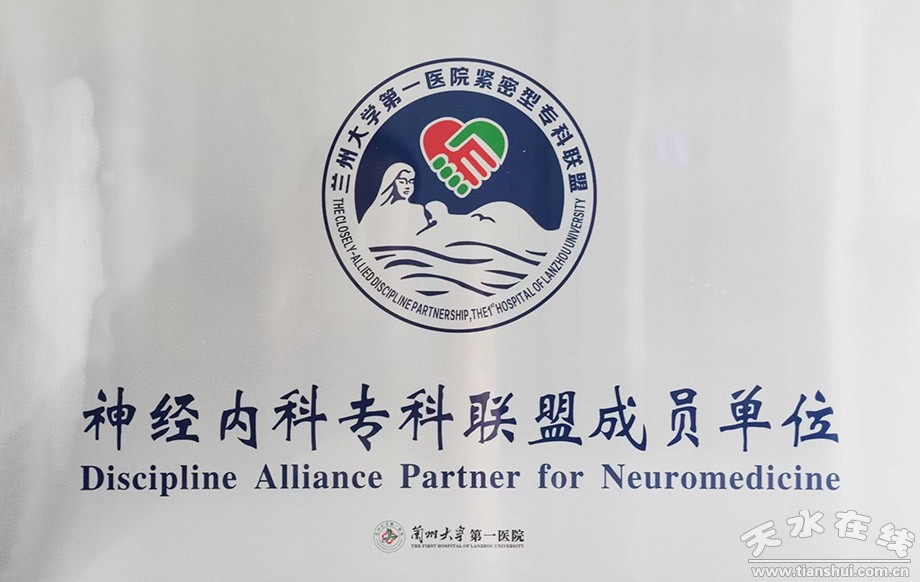 兰州大学第一医院紧密型专科联盟
THE CLOSELY-ALLIED DISCIPLINE PARTNERSHIP,THE 1st HOSPITAL OF LANZHOU UNIVERSITY
神经内科专科联盟成员单位
Discipline Alliance Partner for Neuromedicine
蘭州大学第一医院
THE FIRST HOSPITAL OF LANZHOU UNIVERSITY
天水在线
www.tianshui.com.cn